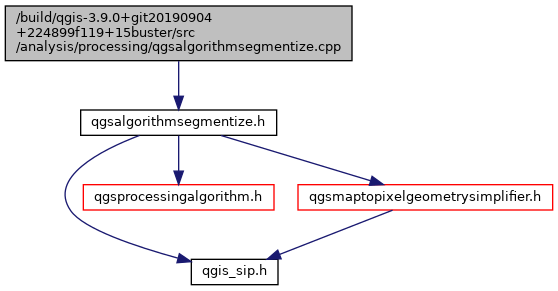 /build/qgis-3.9.0+git20190904
+224899f119+15buster/src
/analysis/processing/qgsalgorithmsegmentize.cpp
qgsalgorithmsegmentize.h
qgsprocessingalgorithm.h
qgsmaptopixelgeometrysimplifier.h
qgis_sip.h